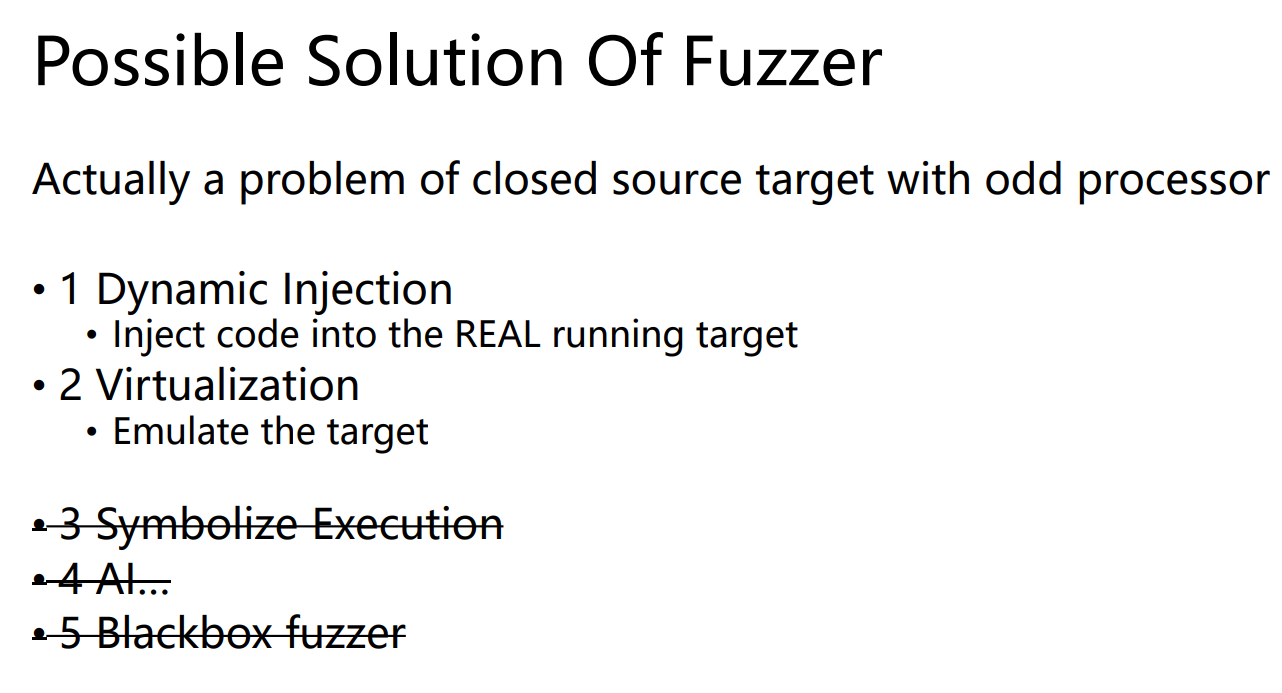 Possible Solution Of Fuzzer
Actually a problem of closed source target with odd processor
• 1 Dynamic Injection
• Inject code into the REAL running target
• 2 Virtualization
• Emulate the target
• 3 Symbolize Execution
• 4 AI...
• 5 Blackbox fuzzer